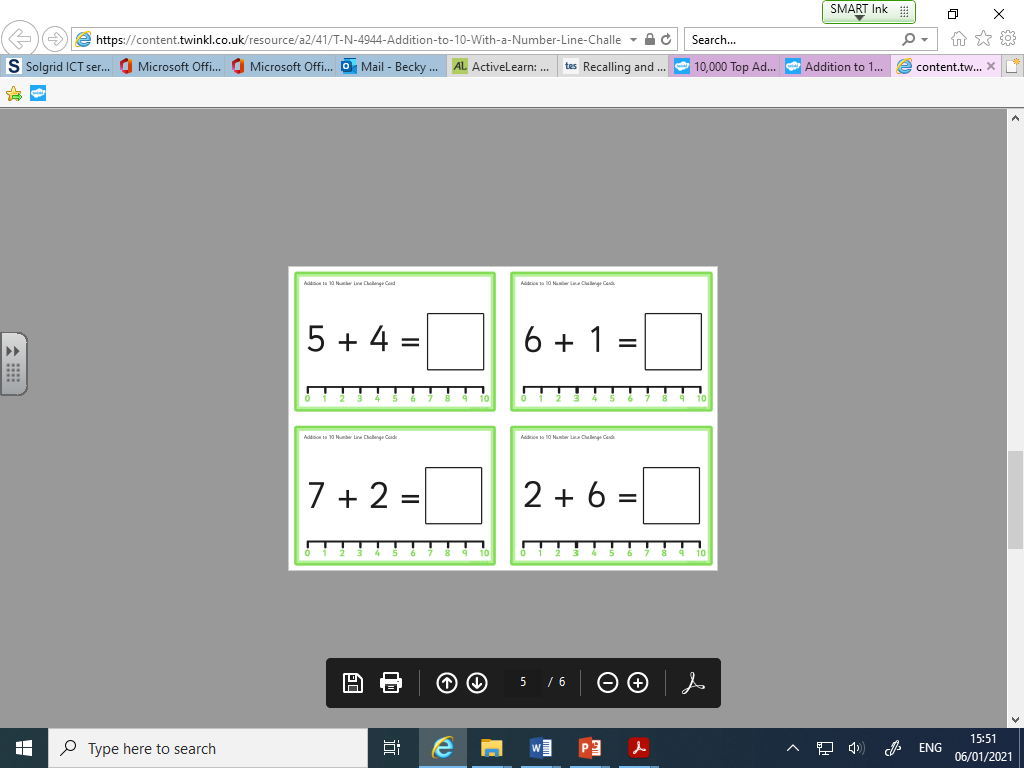 SMART Ink
https://content.twinkl.co.uk/resource/a2/41/T-N-4944-Addition-to-10-With-a-Number-Line-Challe
Search...
Solgrid ICT ser...
Microsoft Offi...
Microsoft Offi...
Mail - Becky ...
AL ActiveLearn: ...
tes Recalling and ...
10,000 Top Ad...
Addition to 1...
content.tw...
Addition to 10 Number Line Challenge Card
5 + 4 =
0 1 2 3 4 5 6 7 8 9 10
Addition to 10 Number Line Challenge Cards
6 + 1 =
0 1 2 3 4 5 6 7 8 9 10
Addition to 10 Number Line Challenge Cards
7 + 2 =
0 1 2 3 4 5 6 7 8 9 10
Addition to 10 Number Line Challenge Cards
2 + 6 =
0 1 2 3 4 5 6 7 8 9 10
5 / 6
Type here to search
ENG
15:51
06/01/2021